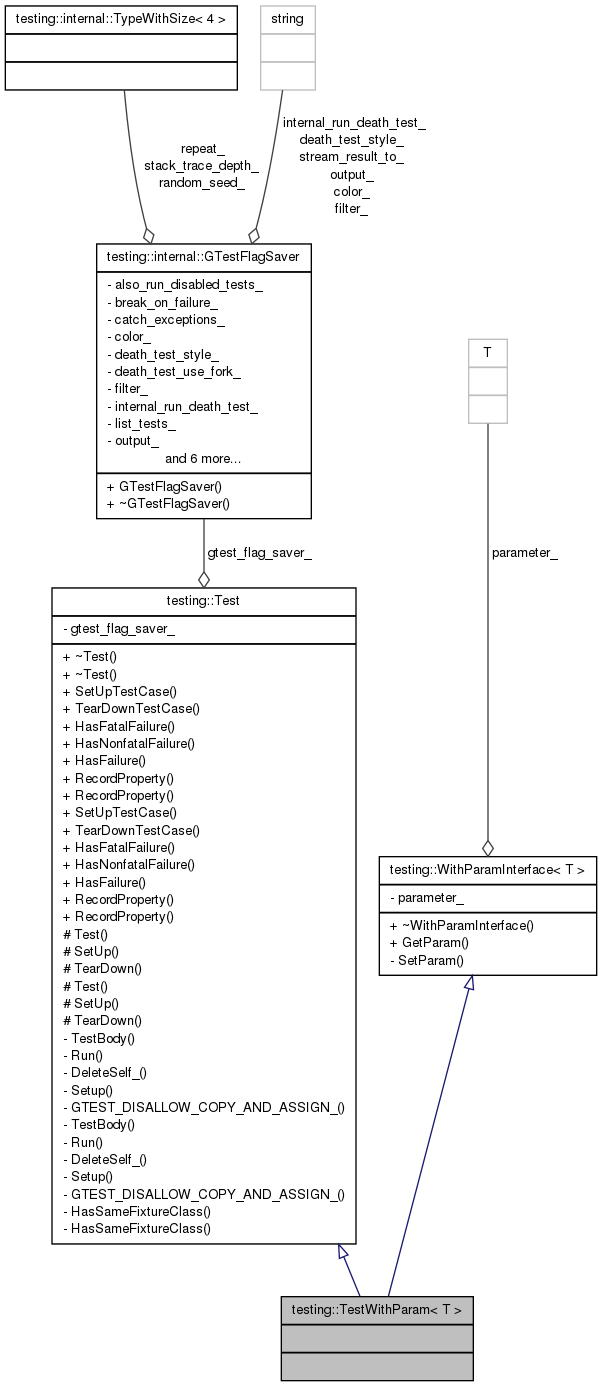 testing::internal::TypeWithSize< 4 >
string
repeat_
stack_trace_depth_
random_seed_
internal_run_death_test_
death_test_style_
stream_result_to_
output_
color_
filter_
testing::internal::GTestFlagSaver
- also_run_disabled_tests_
- break_on_failure_
- catch_exceptions_
- color_
- death_test_style_
- death_test_use_fork_
- filter_
- internal_run_death_test_
- list_tests_
- output_
and 6 more...
+ GTestFlagSaver()
+ ~GTestFlagSaver()
T
gtest_flag_saver_
parameter_
testing::Test
- gtest_flag_saver_
+ ~Test()
+ ~Test()
+ SetUpTestCase()
+ TearDownTestCase()
+ HasFatalFailure()
+ HasNonfatalFailure()
+ HasFailure()
+ RecordProperty()
+ RecordProperty()
+ SetUpTestCase()
+ TearDownTestCase()
+ HasFatalFailure()
+ HasNonfatalFailure()
+ HasFailure()
+ RecordProperty()
+ RecordProperty()
# Test()
# SetUp()
# TearDown()
# Test()
# SetUp()
# TearDown()
- TestBody()
- Run()
- DeleteSelf_()
- Setup()
- GTEST_DISALLOW_COPY_AND_ASSIGN_()
- TestBody()
- Run()
- DeleteSelf_()
- Setup()
- GTEST_DISALLOW_COPY_AND_ASSIGN_()
- HasSameFixtureClass()
- HasSameFixtureClass()
testing::WithParamInterface< T >
- parameter_
+ ~WithParamInterface()
+ GetParam()
- SetParam()
testing::TestWithParam< T >